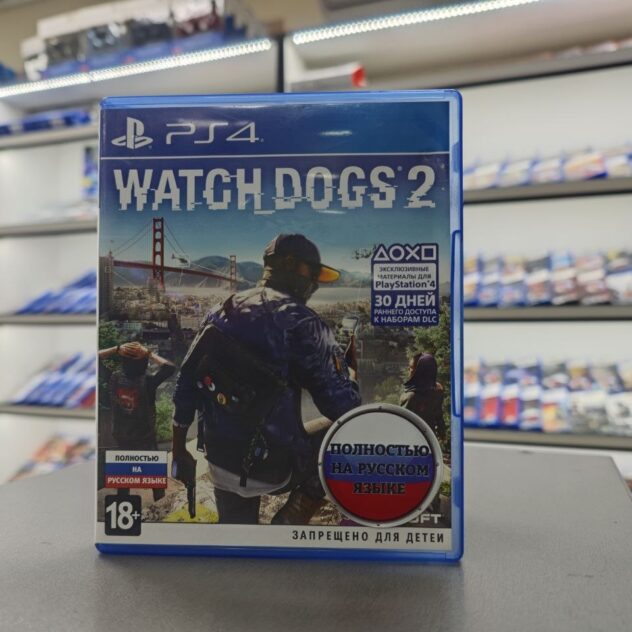 PS4
WATCH_DOGS 2
ЭКСКЛЮЗИВНЫЕ
МАТЕРИАЛЫ ДЛЯ
PlayStation®4
30 ДНЕЙ
РАННЕГО ДОСТУПА
К НАБОРАМ DLC
ПОЛНОСТЬЮ
НА РУССКОМ
ЯЗЫКЕ
ПОЛНОСТЬЮ
НА
РУССКОМ ЯЗЫКЕ
18+
ЗАПРЕЩЕНО ДЛЯ ДЕТЕЙ